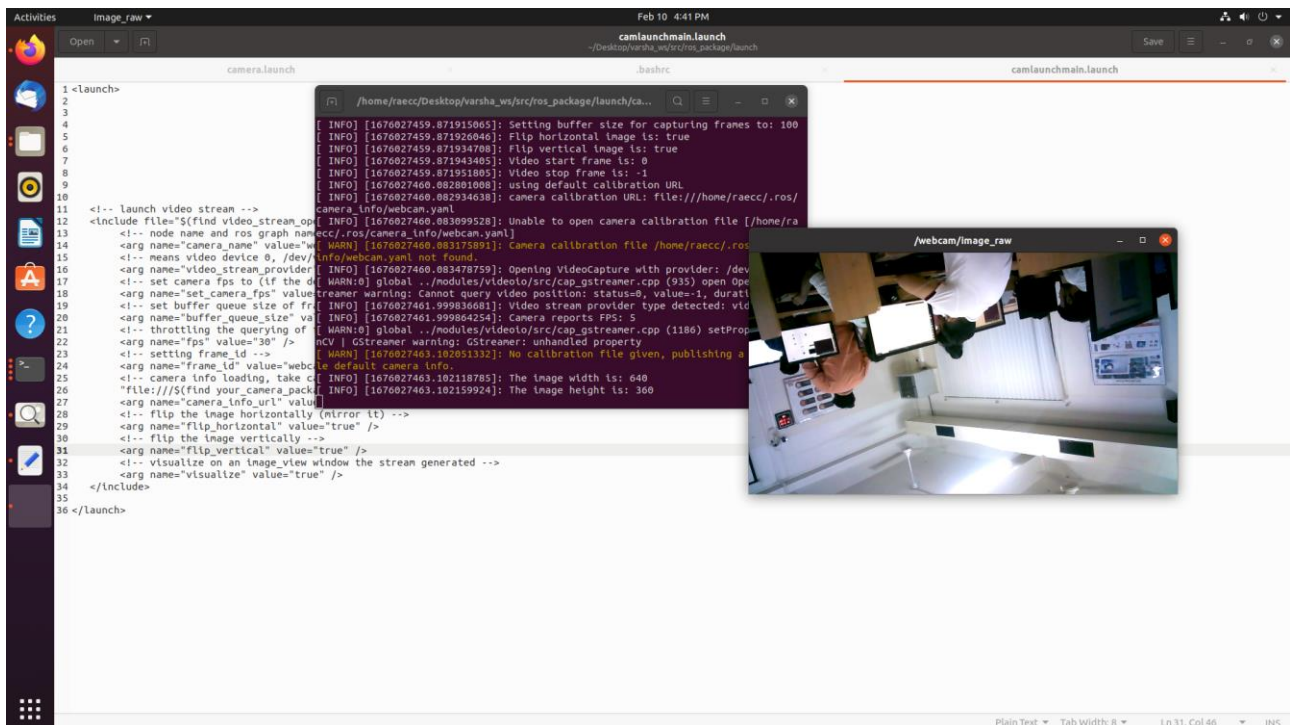 Activities
Image_raw
Feb 10 4:41 PM
Open
camlaunchmain.launch
~/Desktop/varsha_ws/src/ros_package/launch
Save
camera.launch
.bashrc
camlaunchmain.launch
1 <launch>
2
3
4
5
6
7
8
9
10
11 <!-- launch video stream -->
12 <include file="$(find
13 <!-- node name and ros graph
14 <arg name="camera_name"
15 <!-- means video device 0,
16 <arg name="video_stream_provider
17 <!-- set camera fps to (if the
18 <arg name="set_camera_fps"
19 <!-- set buffer queue size of
20 <arg name="buffer_queue_size"
21 <!-- throttling the querying of
22 <arg name="fps" value="30" />
23 <!-- setting frame_id -->
24 <arg name="frame_id"
25 <!-- camera info loading, take
26 "file:///$(find
27 <arg name="camera_info_url"
28 <!-- flip the image horizontally (mirror it) -->
29 <arg name="flip_horizontal" value="true" />
30 <!-- flip the image vertically -->
31 <arg name="flip_vertical" value="true" />
32 <!-- visualize on an image_view window the stream generated -->
33 <arg name="visualize" value="true" />
34 </include>
35
36 </launch>
/home/raecc/Desktop/varsha_ws/src/ros_package/launch/ca...
[ INFO] [1676027459.871915065]: Setting buffer size for capturing frames to: 100
[ INFO] [1676027459.871926046]: Flip horizontal image is: true
[ INFO] [1676027459.871934708]: Flip vertical image is: true
[ INFO] [1676027459.871943405]: Video start frame is: 0
[ INFO] [1676027459.871951805]: Video stop frame is: -1
[ INFO] [1676027460.082801008]: using default calibration URL
[ INFO] [1676027460.082934638]: camera calibration URL: file:///home/raecc/.ros/
camera_info/webcam.yaml
[ INFO] [1676027460.083099528]: Unable to open camera calibration file [/home/ra
ecc/.ros/camera_info/webcam.yaml]
[ WARN] [1676027460.083175891]: Camera calibration file /home/raecc/.ros
info/webcam.yaml not found.
[ INFO] [1676027460.083478759]: Opening VideoCapture with provider: /dev
[ WARN:0] global ../modules/videoio/src/cap_gstreamer.cpp (935) open Ope
treamer warning: Cannot query video position: status=0, value=-1, durati
[ INFO] [1676027461.999836681]: Video stream provider type detected: vid
[ INFO] [1676027461.999864254]: Camera reports FPS: 5
[ WARN:0] global ../modules/videoio/src/cap_gstreamer.cpp (1186) setProp
nCV | GStreamer warning: GStreamer: unhandled property
[ WARN] [1676027463.102051332]: No calibration file given, publishing a
le default camera info.
[ INFO] [1676027463.102118785]: The image width is: 640
[ INFO] [1676027463.102159924]: The image height is: 360
/webcam/image_raw
Plain Text
Tab Width: 8
Ln 31, Col 46
INS